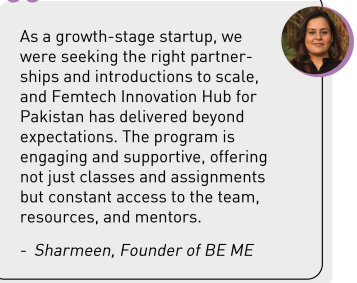 As a growth-stage startup, we
were seeking the right partner-
ships and introductions to scale,
and Femtech Innovation Hub for
Pakistan has delivered beyond
expectations. The program is
engaging and supportive, offering
not just classes and assignments
but constant access to the team,
resources, and mentors.
- Sharmeen, Founder of BE ME